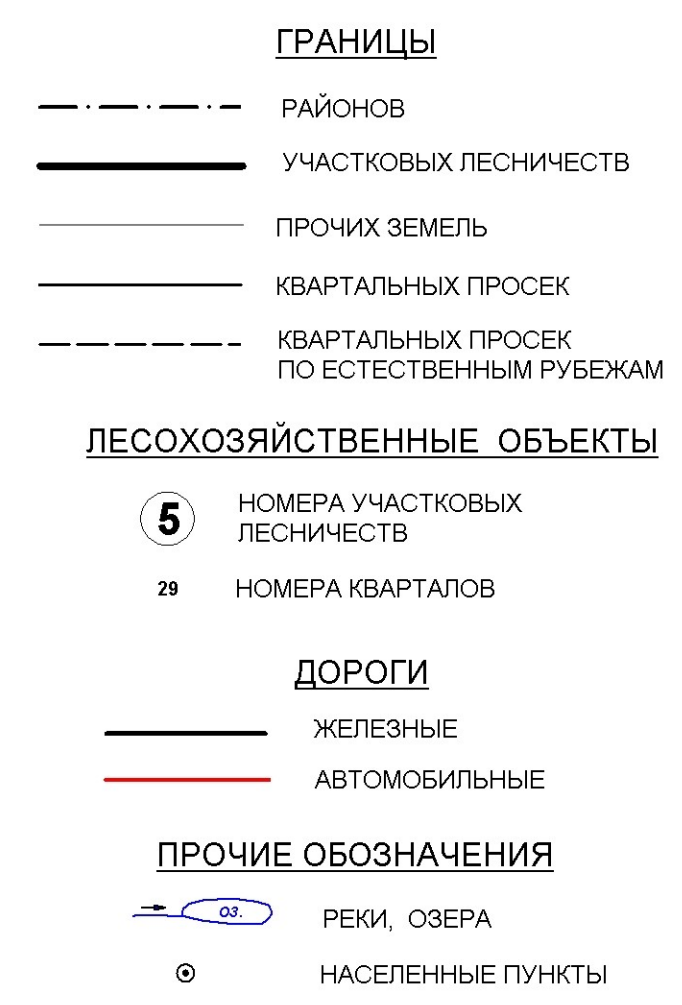 ГРАНИЦЫ
РАЙОНОВ
УЧАСТКОВЫХ ЛЕСНИЧЕСТВ
ПРОЧИХ ЗЕМЕЛЬ
КВАРТАЛЬНЫХ ПРОСЕК
КВАРТАЛЬНЫХ ПРОСЕК
ПО ЕСТЕСТВЕННЫМ РУБЕЖАМ
ЛЕСОХОЗЯЙСТВЕННЫЕ ОБЪЕКТЫ
5 НОМЕРА УЧАСТКОВЫХ
ЛЕСНИЧЕСТВ
29 НОМЕРА КВАРТАЛОВ
ДОРОГИ
ЖЕЛЕЗНЫЕ
АВТОМОБИЛЬНЫЕ
ПРОЧИЕ ОБОЗНАЧЕНИЯ
ОЗ. РЕКИ, ОЗЕРА
НАСЕЛЕННЫЕ ПУНКТЫ